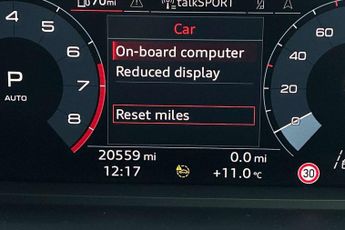 70mi
talkSPORT
Car
On-board computer
Reduced display
Reset miles
4
5
6
7
8
P
AUTO
60
40
20
0
20559 mi
0.0 mi
12:17
+11.0 °C
30